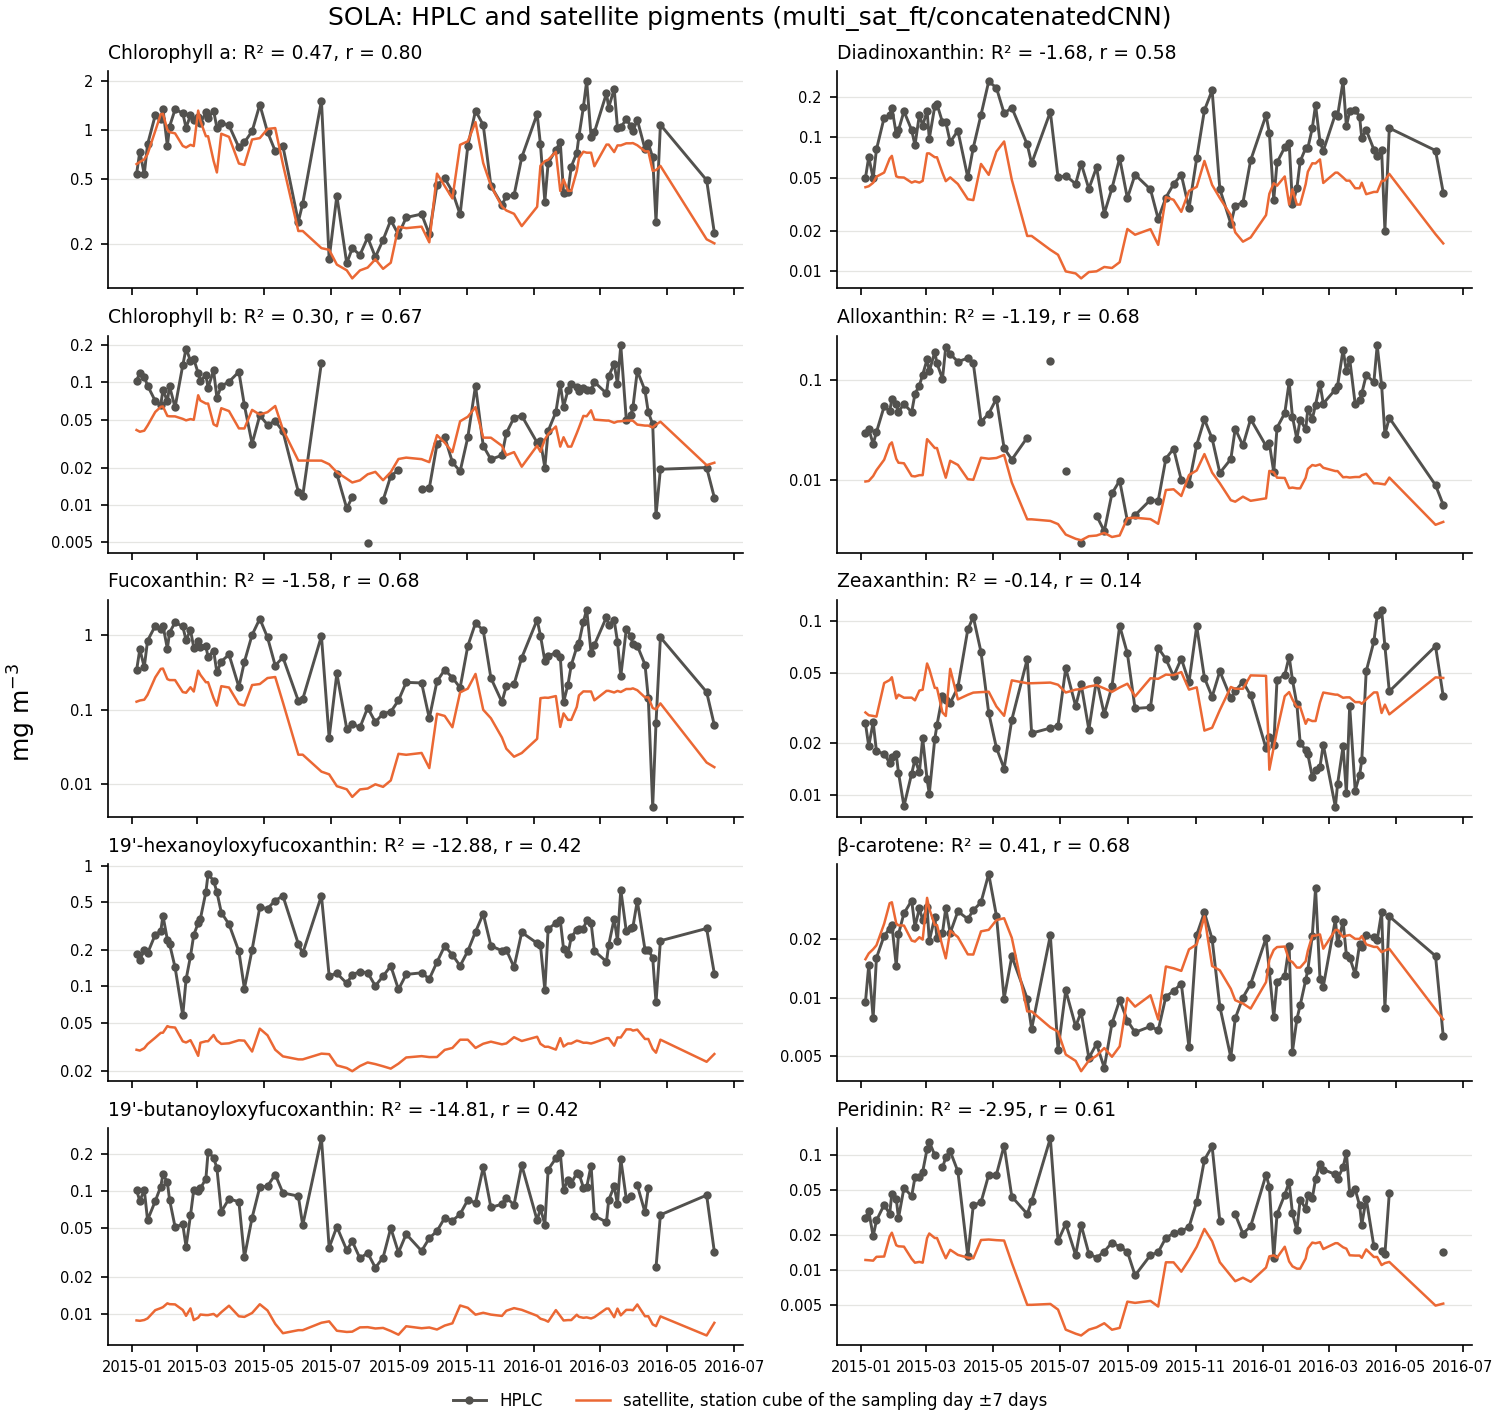 SOLA: HPLC and satellite pigments (multi_sat_ft/concatenatedCNN)
Chlorophyll a: R² = 0.47, r = 0.80
2
1
0.5
0.2
Diadinoxanthin: R² = -1.68, r = 0.58
0.2
0.1
0.05
0.02
0.01
Chlorophyll b: R² = 0.30, r = 0.67
0.2
0.1
0.05
0.02
0.01
0.005
Alloxanthin: R² = -1.19, r = 0.68
0.1
0.01
Fucoxanthin: R² = -1.58, r = 0.68
1
0.1
0.01
Zeaxanthin: R² = -0.14, r = 0.14
0.1
0.05
0.02
0.01
mg m⁻³
19'-hexanoyloxyfucoxanthin: R² = -12.88, r = 0.42
1
0.5
0.2
0.1
0.05
0.02
β-carotene: R² = 0.41, r = 0.68
0.02
0.01
0.005
19'-butanoyloxyfucoxanthin: R² = -14.81, r = 0.42
0.2
0.1
0.05
0.02
0.01
2015-01 2015-03 2015-05 2015-07 2015-09 2015-11 2016-01 2016-03 2016-05 2016-07
Peridinin: R² = -2.95, r = 0.61
0.1
0.05
0.02
0.01
0.005
2015-01 2015-03 2015-05 2015-07 2015-09 2015-11 2016-01 2016-03 2016-05 2016-07
HPLC
satellite, station cube of the sampling day ±7 days